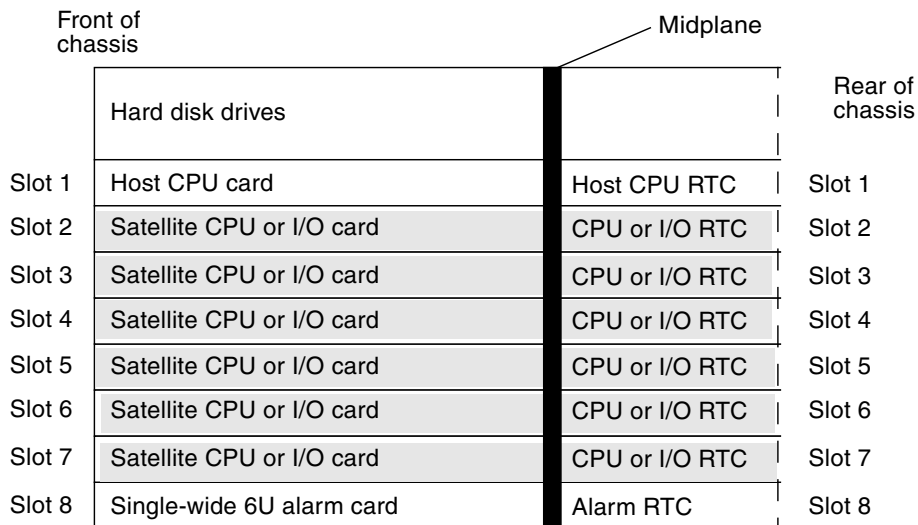 Front of
chassis
Midplane
Rear of
chassis
Hard disk drives
Slot 1 Host CPU card Host CPU RTC Slot 1
Slot 2 Satellite CPU or I/O card CPU or I/O RTC Slot 2
Slot 3 Satellite CPU or I/O card CPU or I/O RTC Slot 3
Slot 4 Satellite CPU or I/O card CPU or I/O RTC Slot 4
Slot 5 Satellite CPU or I/O card CPU or I/O RTC Slot 5
Slot 6 Satellite CPU or I/O card CPU or I/O RTC Slot 6
Slot 7 Satellite CPU or I/O card CPU or I/O RTC Slot 7
Slot 8 Single-wide 6U alarm card Alarm RTC Slot 8